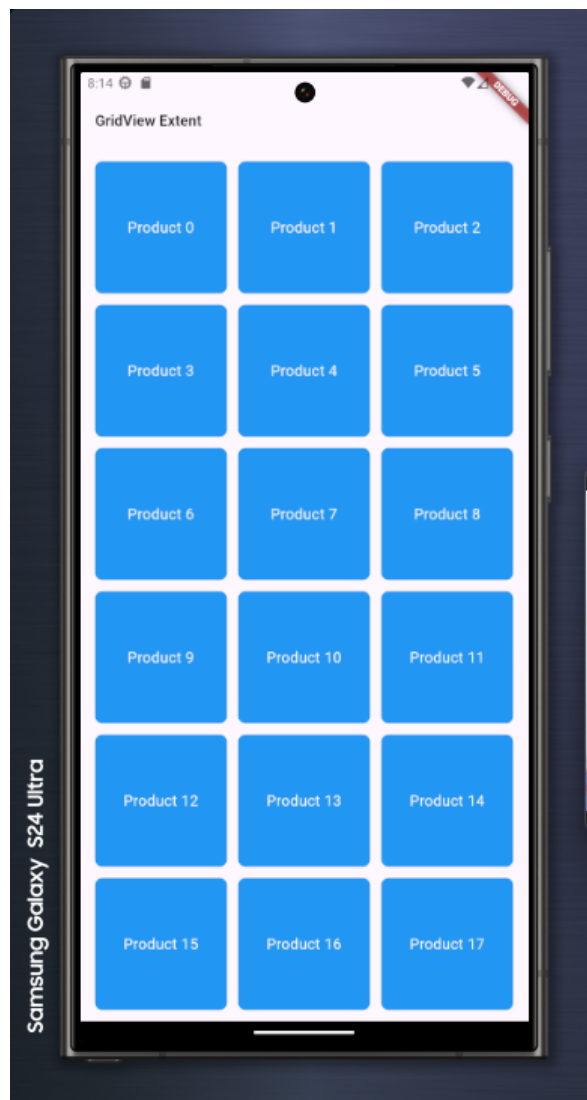 8:14
DEBUG
GridView Extent
Product 0
Product 1
Product 2
Product 3
Product 4
Product 5
Product 6
Product 7
Product 8
Product 9
Product 10
Product 11
Product 12
Product 13
Product 14
Product 15
Product 16
Product 17
Samsung Galaxy S24 Ultra